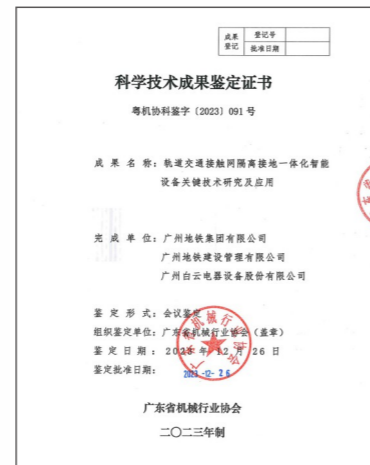 成果登记 登记号
批准日期
科学技术成果鉴定证书
粤机协科鉴字〔2023〕091号
成果名称：轨道交通接触网隔离接地一体化智能
设备关键技术研究及应用
完成单位：广州地铁集团有限公司
广州地铁建设管理有限公司
广州白云电器设备股份有限公司
鉴定形式：会议鉴定
组织鉴定单位：广东省机械行业协会（盖章）
鉴定日期：2023年12月26日
鉴定批准日期：2023-12-26
广东省机械行业协会
二〇二三年制